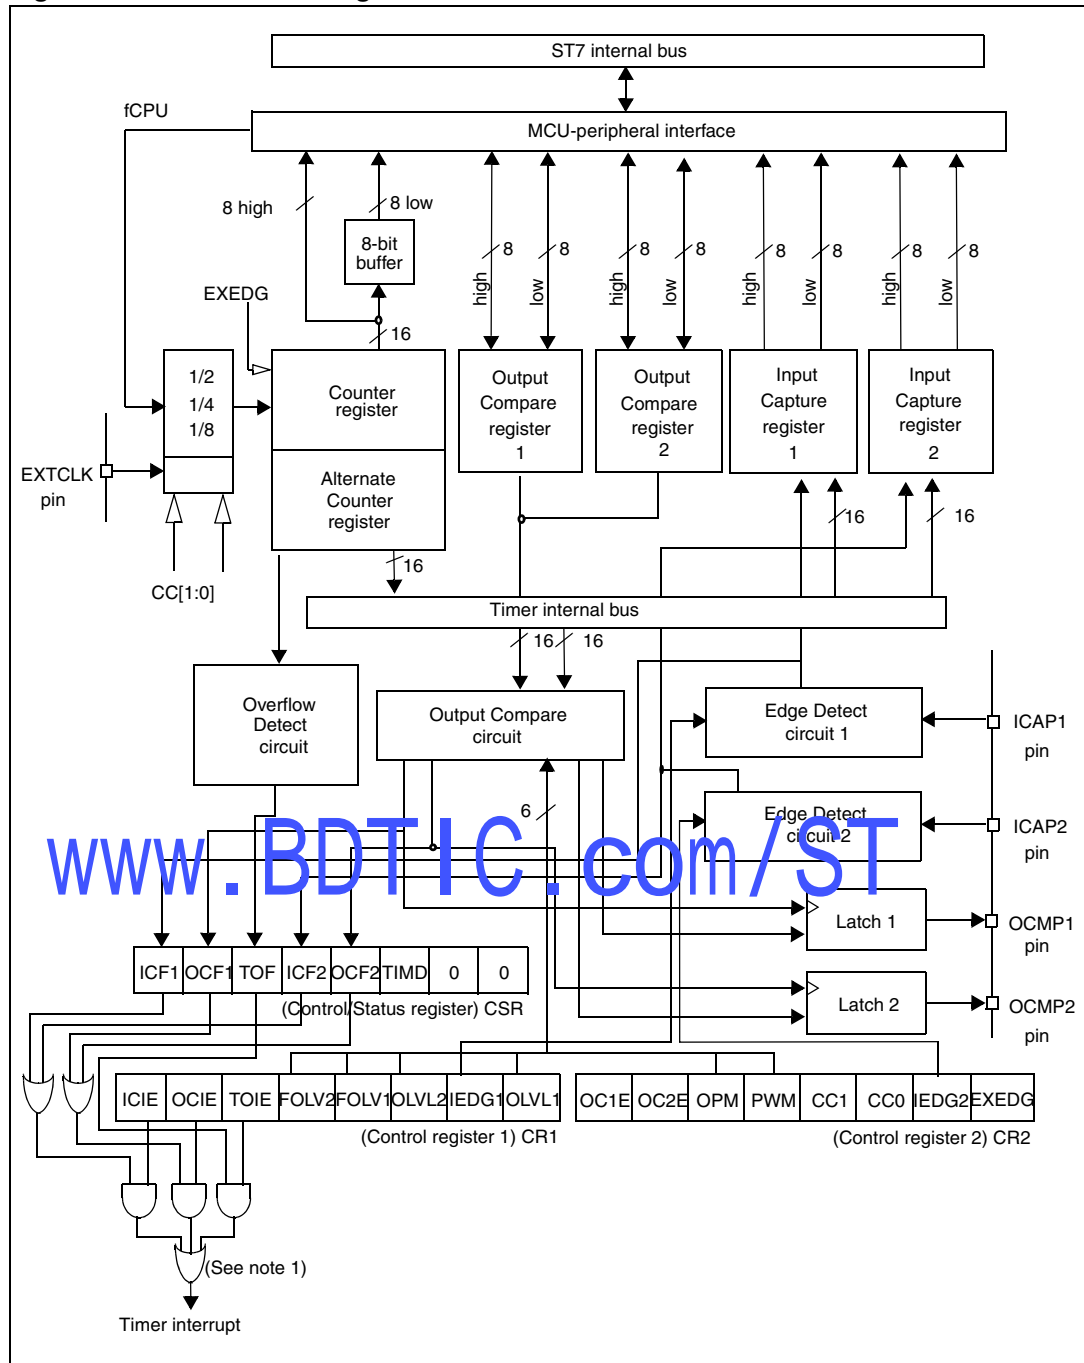 ST7 internal bus
fCPU
MCU-peripheral interface
8 high
8 low
8-bit
buffer
8
8
8
8
8
8
8
8
high
low
high
low
high
low
high
low
EXEDG
16
1/2
1/4
1/8
Counter
register
Output
Compare
register
1
Output
Compare
register
2
Input
Capture
register
1
Input
Capture
register
2
EXTCLK
pin
Alternate
Counter
register
16
16
16
CC[1:0]
Timer internal bus
16
16
Overflow
Detect
circuit
Output Compare
circuit
Edge Detect
circuit 1
ICAP1
pin
6
Edge Detect
circuit 2
ICAP2
pin
www.BDTIC.com/ST
Latch 1
OCMP1
pin
ICF1 OCF1 TOF ICF2 OCF2 TIMD 0 0
(Control/Status register) CSR
Latch 2
OCMP2
pin
ICIE OCIE TOIE FOLV2 FOLV1 OLVL2 IEDG1 OLVL1
OC1E OC2E OPM PWM CC1 CC0 IEDG2 EXEDG
(Control register 1) CR1
(Control register 2) CR2
(See note 1)
Timer interrupt